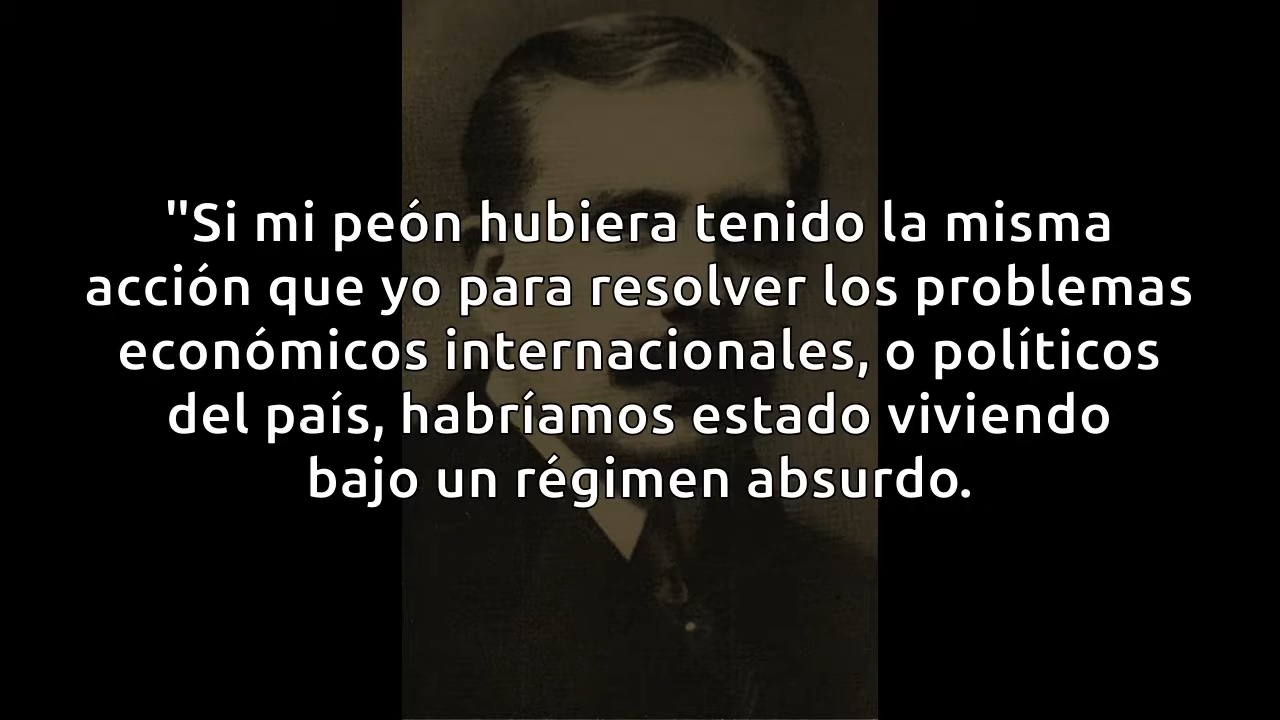 "Si mi peón hubiera tenido la misma
acción que yo para resolver los problemas
económicos internacionales, o políticos
del país, habríamos estado viviendo
bajo un régimen absurdo.